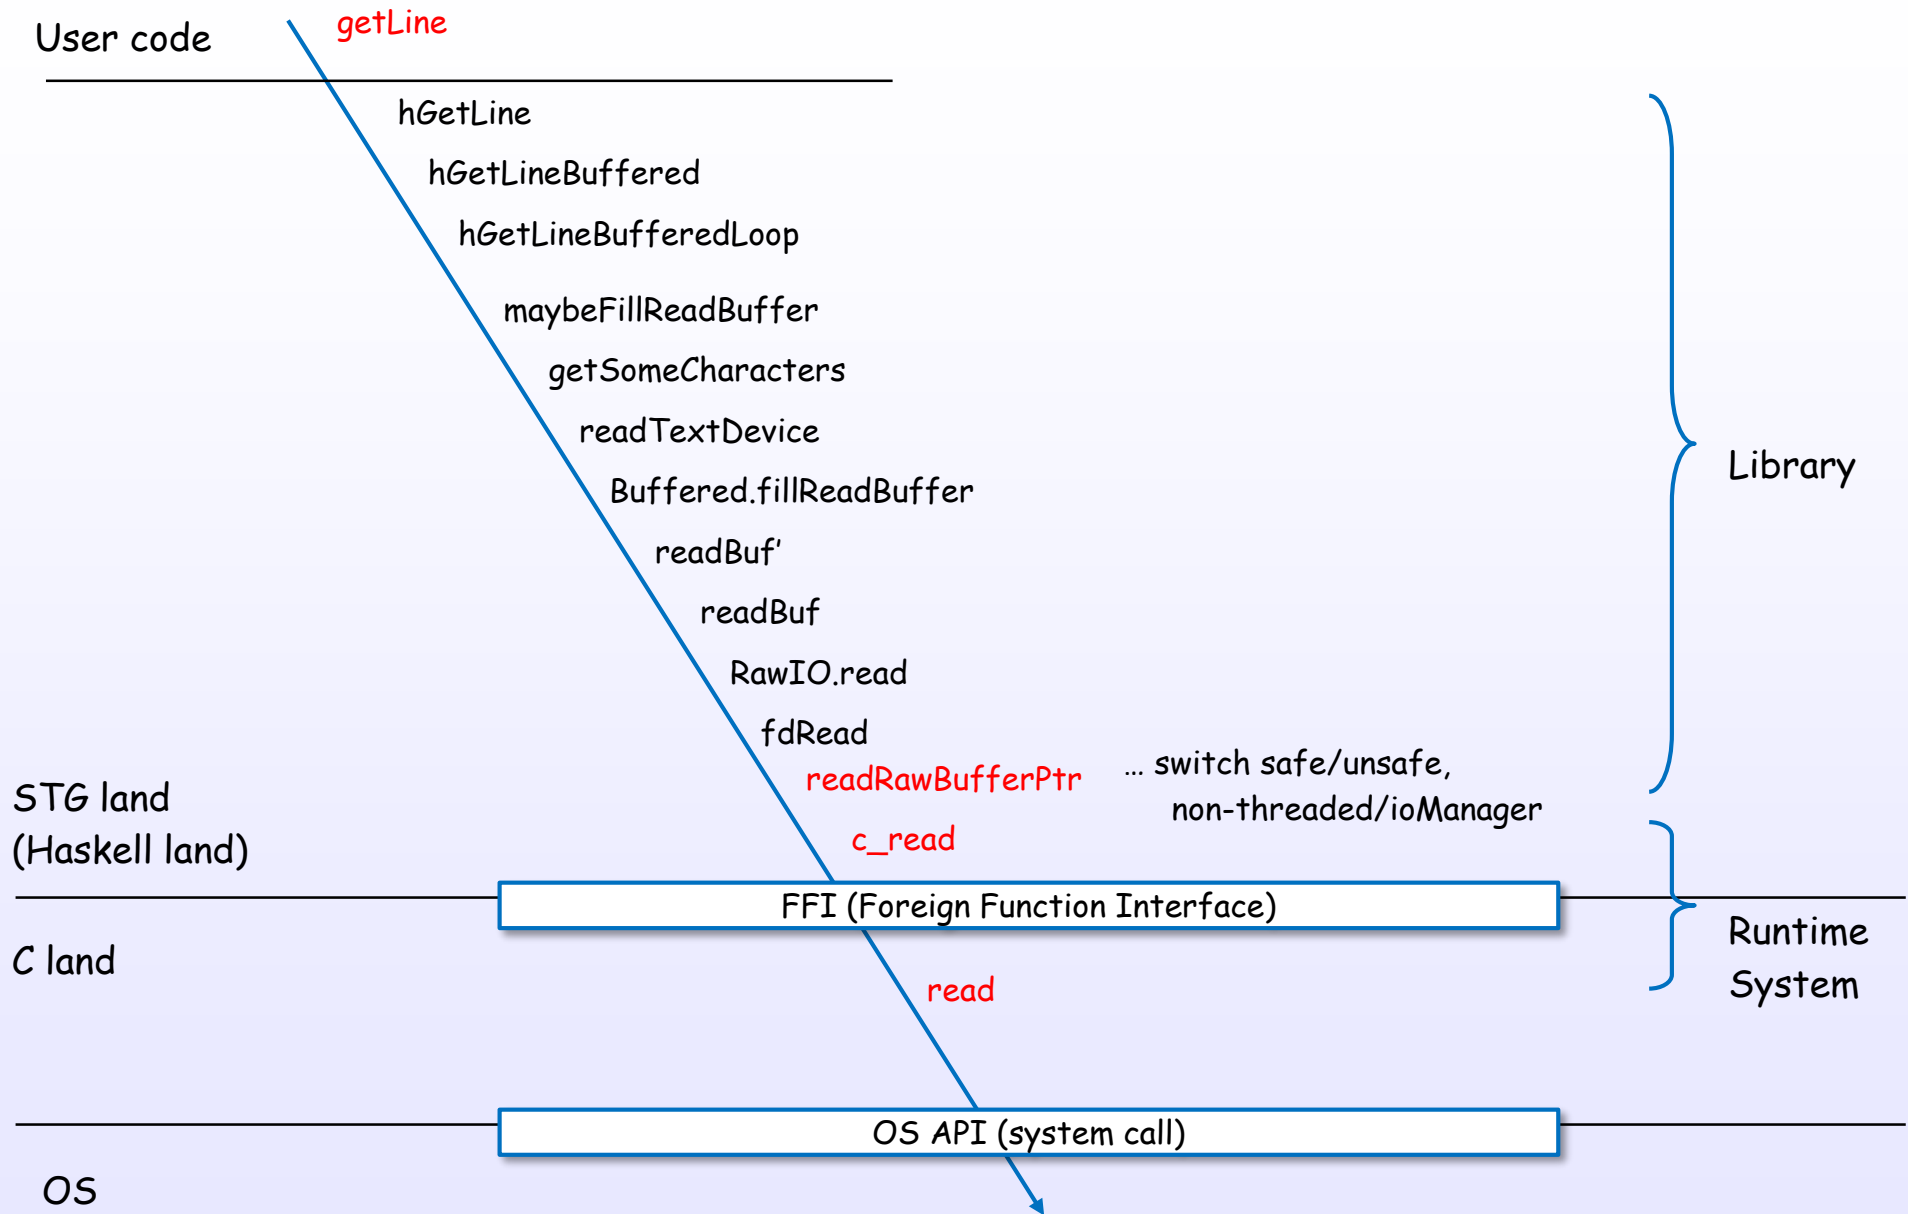 User code
getLine
hGetLine
hGetLineBuffered
hGetLineBufferedLoop
maybeFillReadBuffer
getSomeCharacters
readTextDevice
Buffered.fillReadBuffer
readBuf’
readBuf
RawIO.read
fdRead
readRawBufferPtr
... switch safe/unsafe,
non-threaded/ioManager
c_read
Library
STG land
(Haskell land)
FFI (Foreign Function Interface)
C land
read
Runtime
System
OS API (system call)
OS